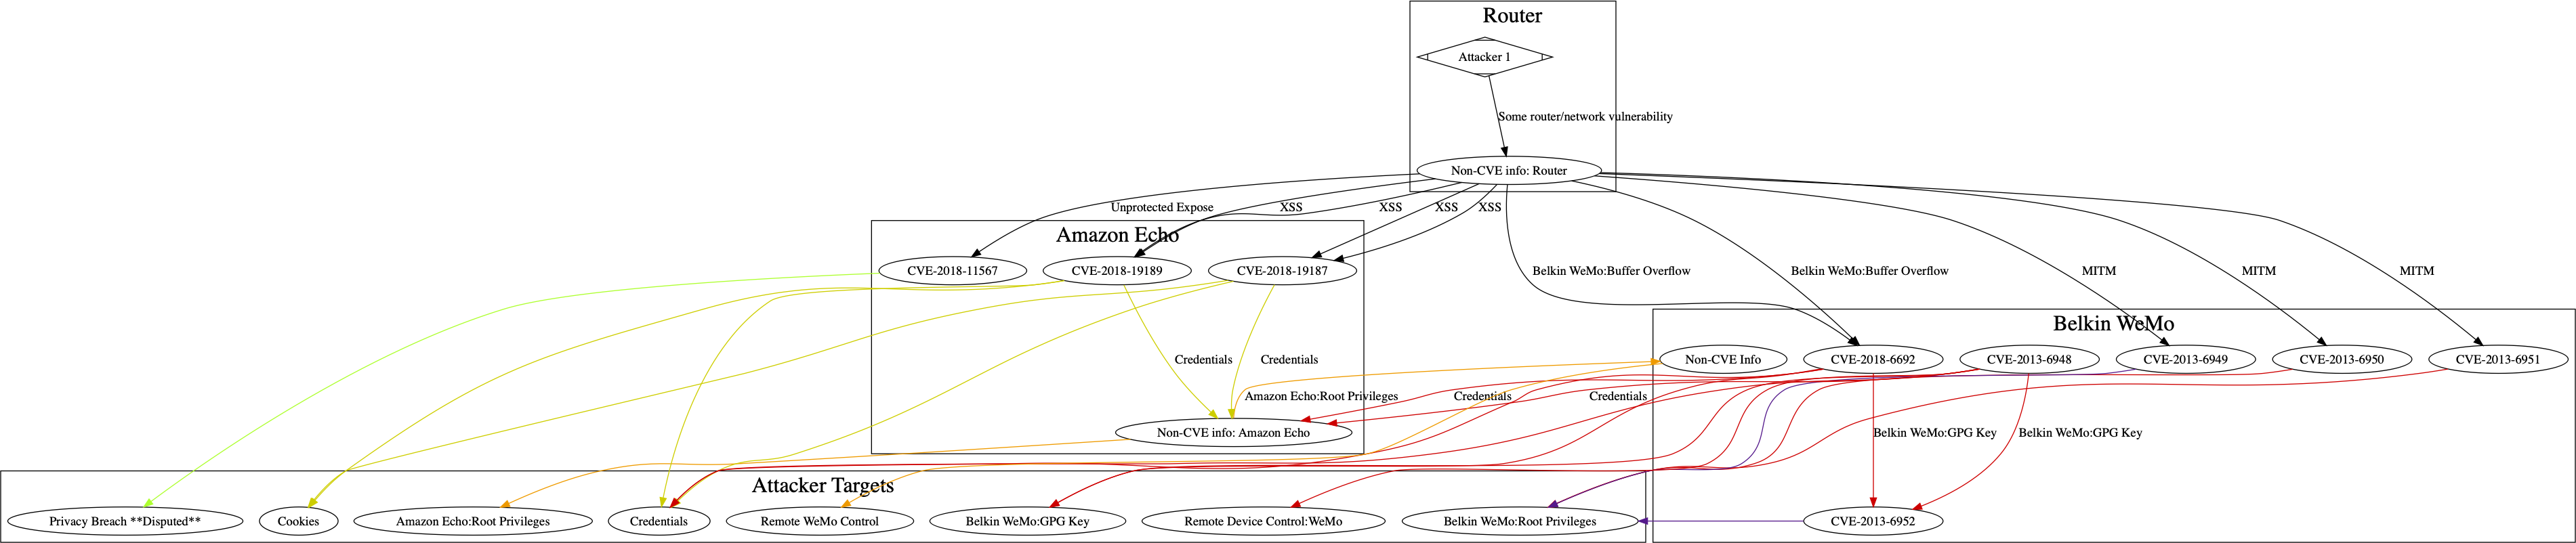 Router
Attacker 1
Some router/network vulnerability
Non-CVE info: Router
Unprotected Expose
XSS
XSS
XSS
XSS
Amazon Echo
CVE-2018-11567
CVE-2018-19189
CVE-2018-19187
Belkin WeMo:Buffer Overflow
Belkin WeMo:Buffer Overflow
MITM
MITM
MITM
Belkin WeMo
Credentials
Credentials
Non-CVE Info
CVE-2018-6692
CVE-2013-6948
CVE-2013-6949
CVE-2013-6950
CVE-2013-6951
Amazon Echo:Root Privileges
Credentials
Credentials
Non-CVE info: Amazon Echo
Belkin WeMo:GPG Key
Belkin WeMo:GPG Key
Attacker Targets
Privacy Breach **Disputed**
Cookies
Amazon Echo:Root Privileges
Credentials
Remote WeMo Control
Belkin WeMo:GPG Key
Remote Device Control:WeMo
Belkin WeMo:Root Privileges
CVE-2013-6952